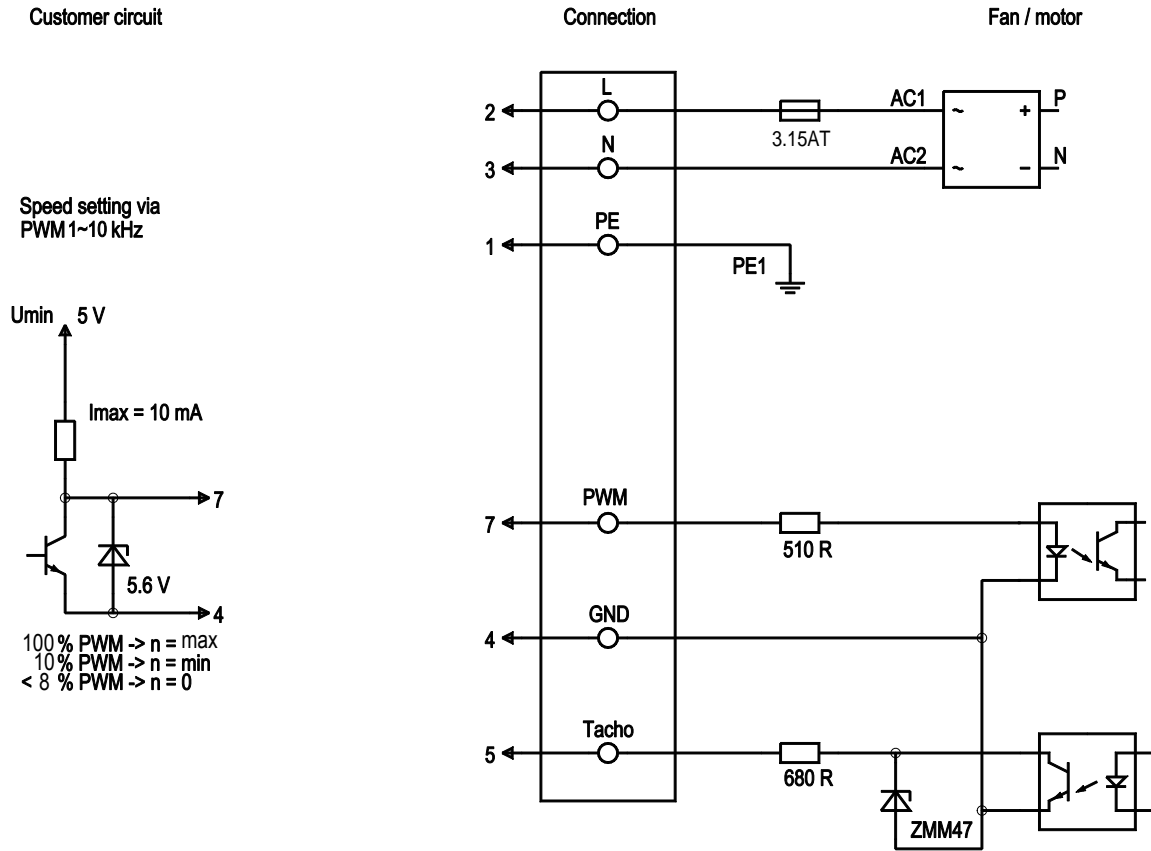 Customer circuit
Connection
Fan / motor
L
2
AC1
~
+
P
3.15AT
N
3
AC2
~
–
N
Speed setting via
PWM 1~10 kHz
PE
1
PE1
Umin 5 V
Imax = 10 mA
7
5.6 V
4
100 % PWM -> n = max
10 % PWM -> n = min
< 8 % PWM -> n = 0
PWM
7
510 R
GND
4
Tacho
5
680 R
ZMM47